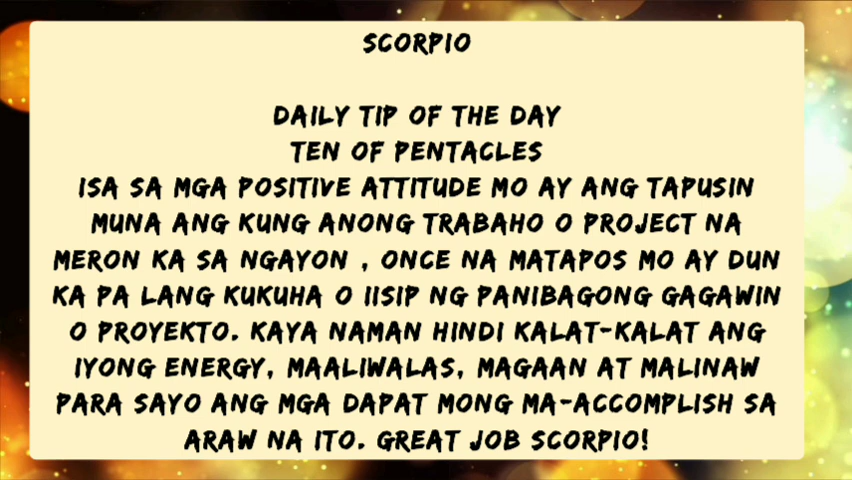 SCORPIO
DAILY TIP OF THE DAY
TEN OF PENTACLES
ISA SA MGA POSITIVE ATTITUDE MO AY ANG TAPUSIN
MUNA ANG KUNG ANONG TRABAHO O PROJECT NA
MERON KA SA NGAYON , ONCE NA MATAPOS MO AY DUN
KA PA LANG KUKUHA O IISIP NG PANIBAGONG GAGAWIN
O PROYEKTO. KAYA NAMAN HINDI KALAT-KALAT ANG
IYONG ENERGY, MAALIWALAS, MAGAAN AT MALINAW
PARA SAYO ANG MGA DAPAT MONG MA-ACCOMPLISH SA
ARAW NA ITO. GREAT JOB SCORPIO!